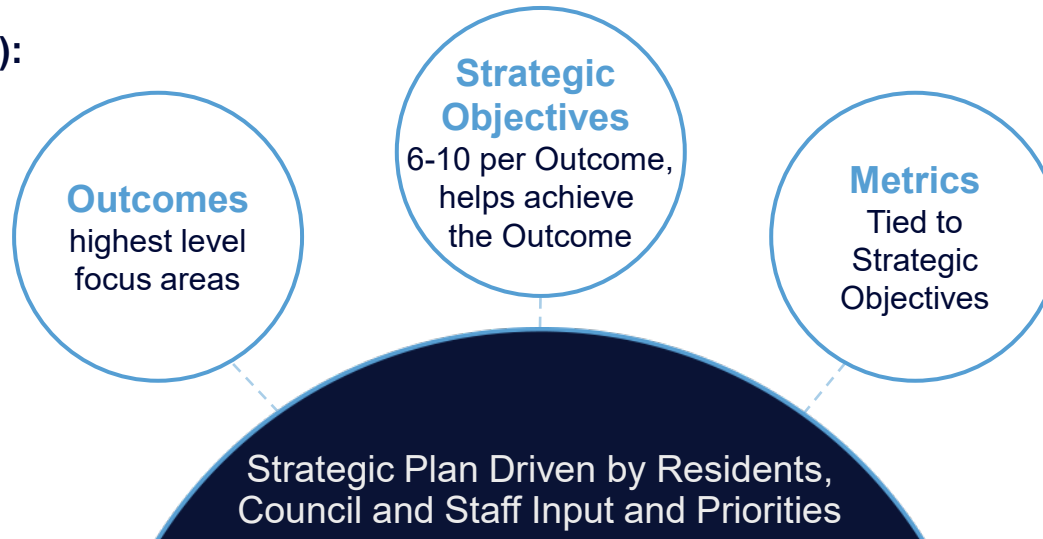 ):
Strategic
Objectives
6-10 per Outcome,
helps achieve
the Outcome
Outcomes
highest level
focus areas
Metrics
Tied to
Strategic
Objectives
Strategic Plan Driven by Residents,
Council and Staff Input and Priorities